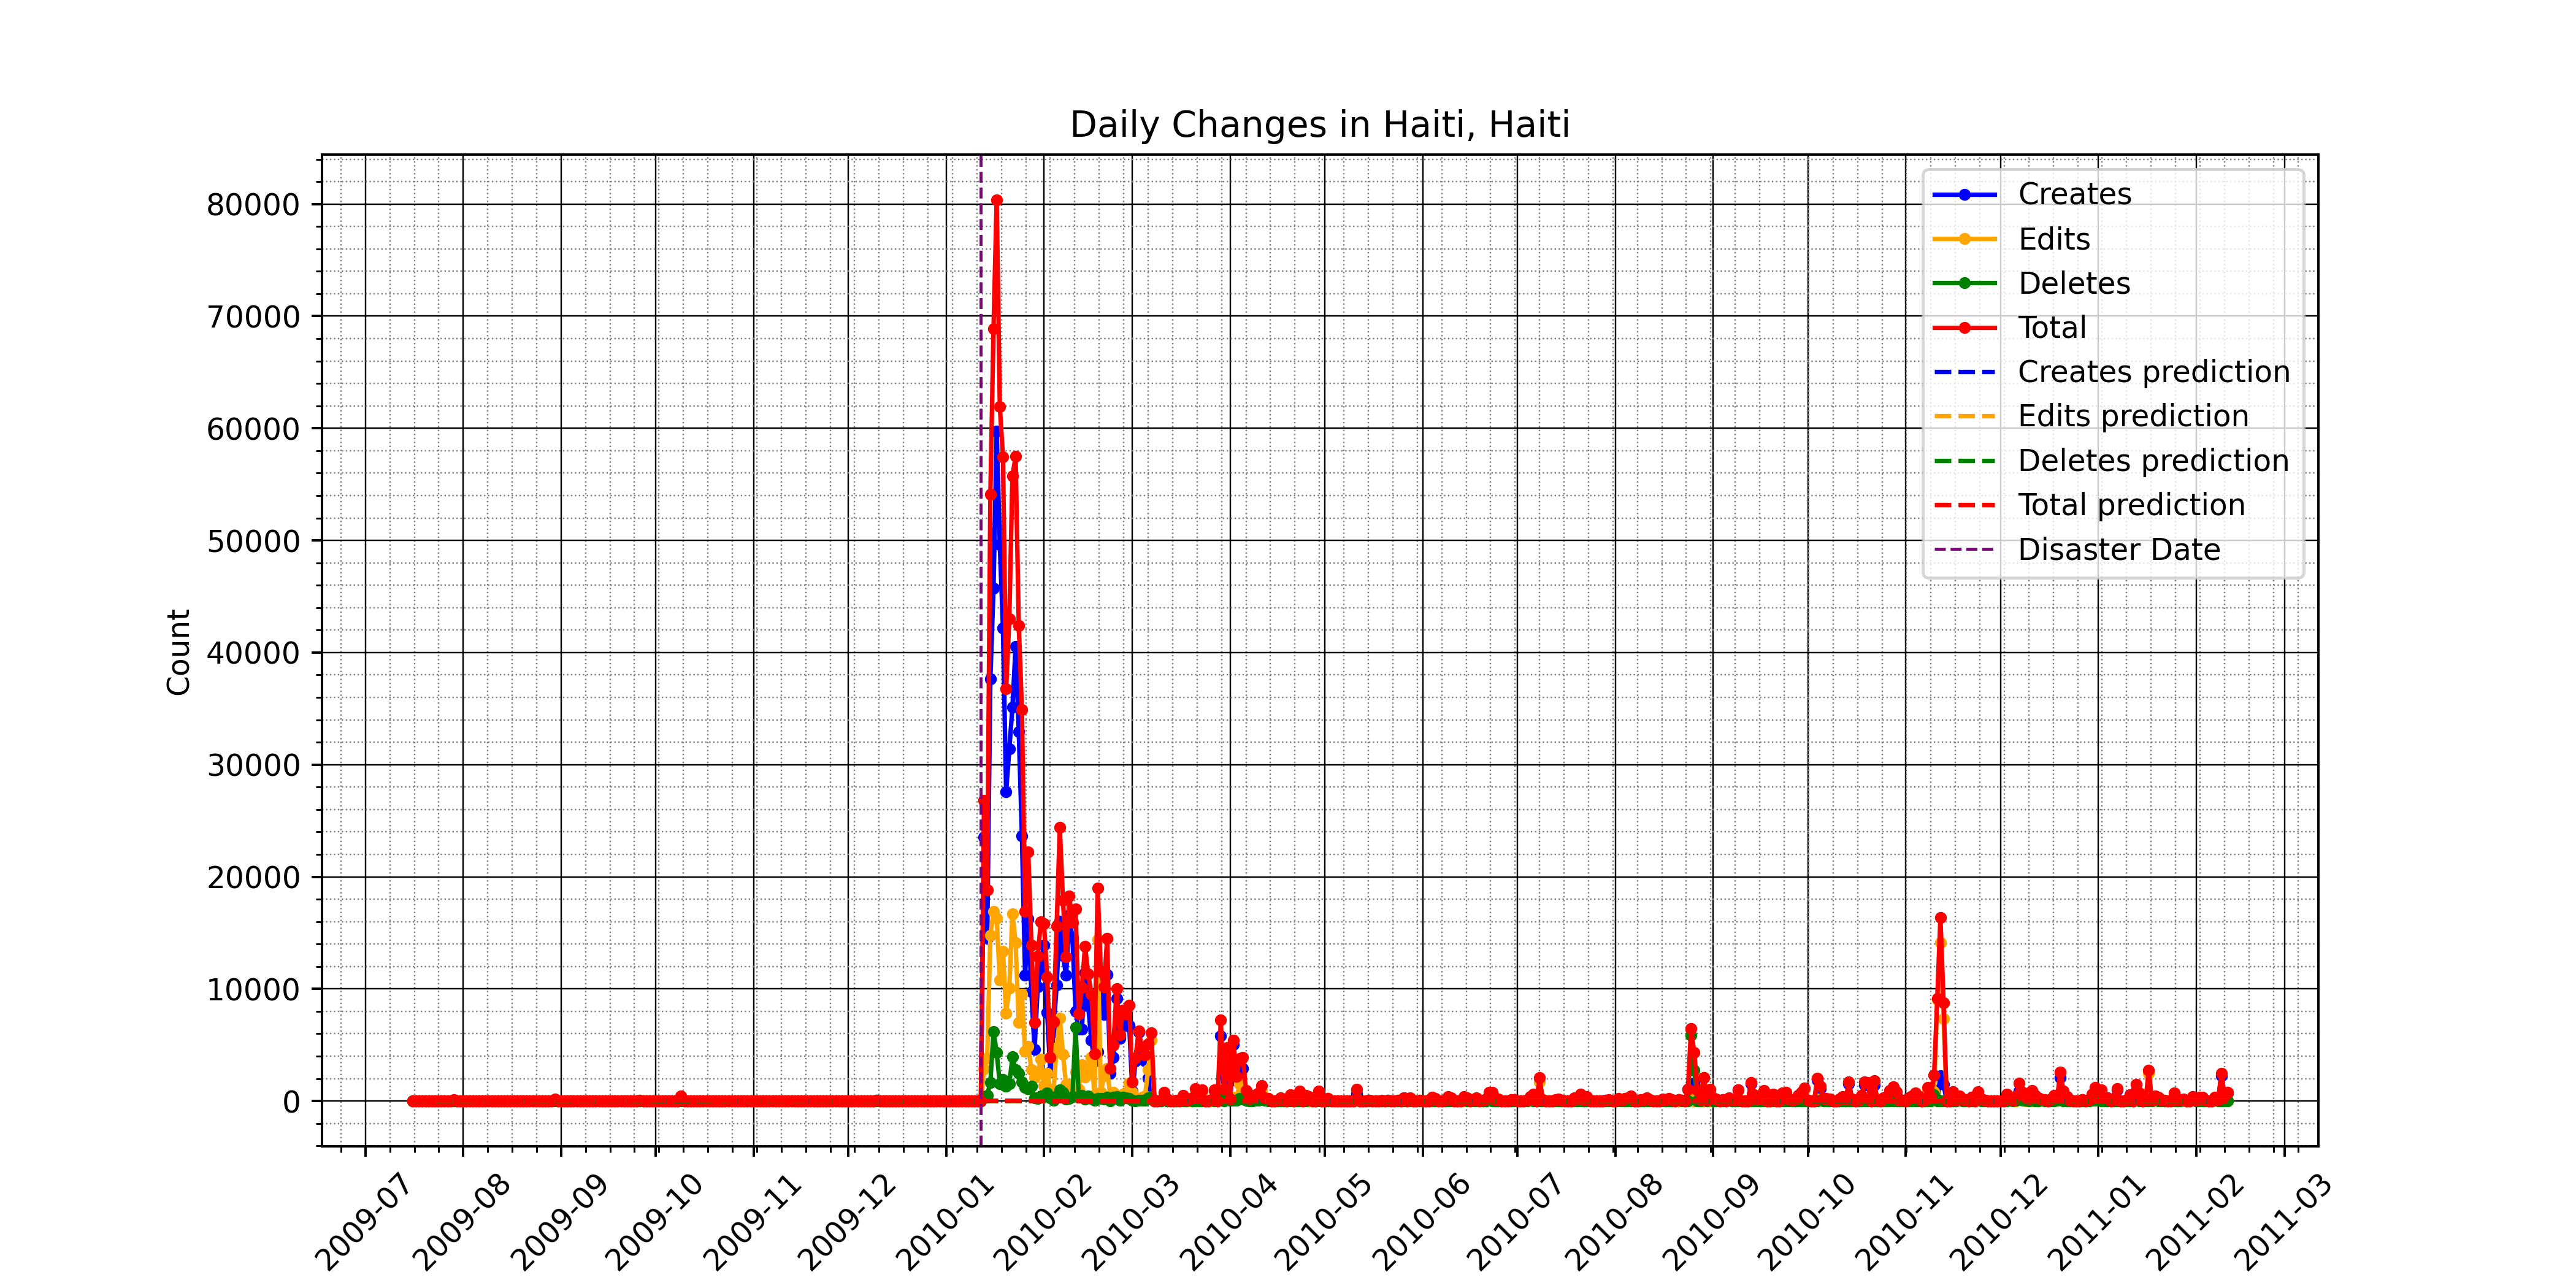 Daily Changes in Haiti, Haiti
Count
80000
70000
60000
50000
40000
30000
20000
10000
0
Creates
Edits
Deletes
Total
Creates prediction
Edits prediction
Deletes prediction
Total prediction
Disaster Date
2009-07
2009-08
2009-09
2009-10
2009-11
2009-12
2010-01
2010-02
2010-03
2010-04
2010-05
2010-06
2010-07
2010-08
2010-09
2010-10
2010-11
2010-12
2011-01
2011-02
2011-03